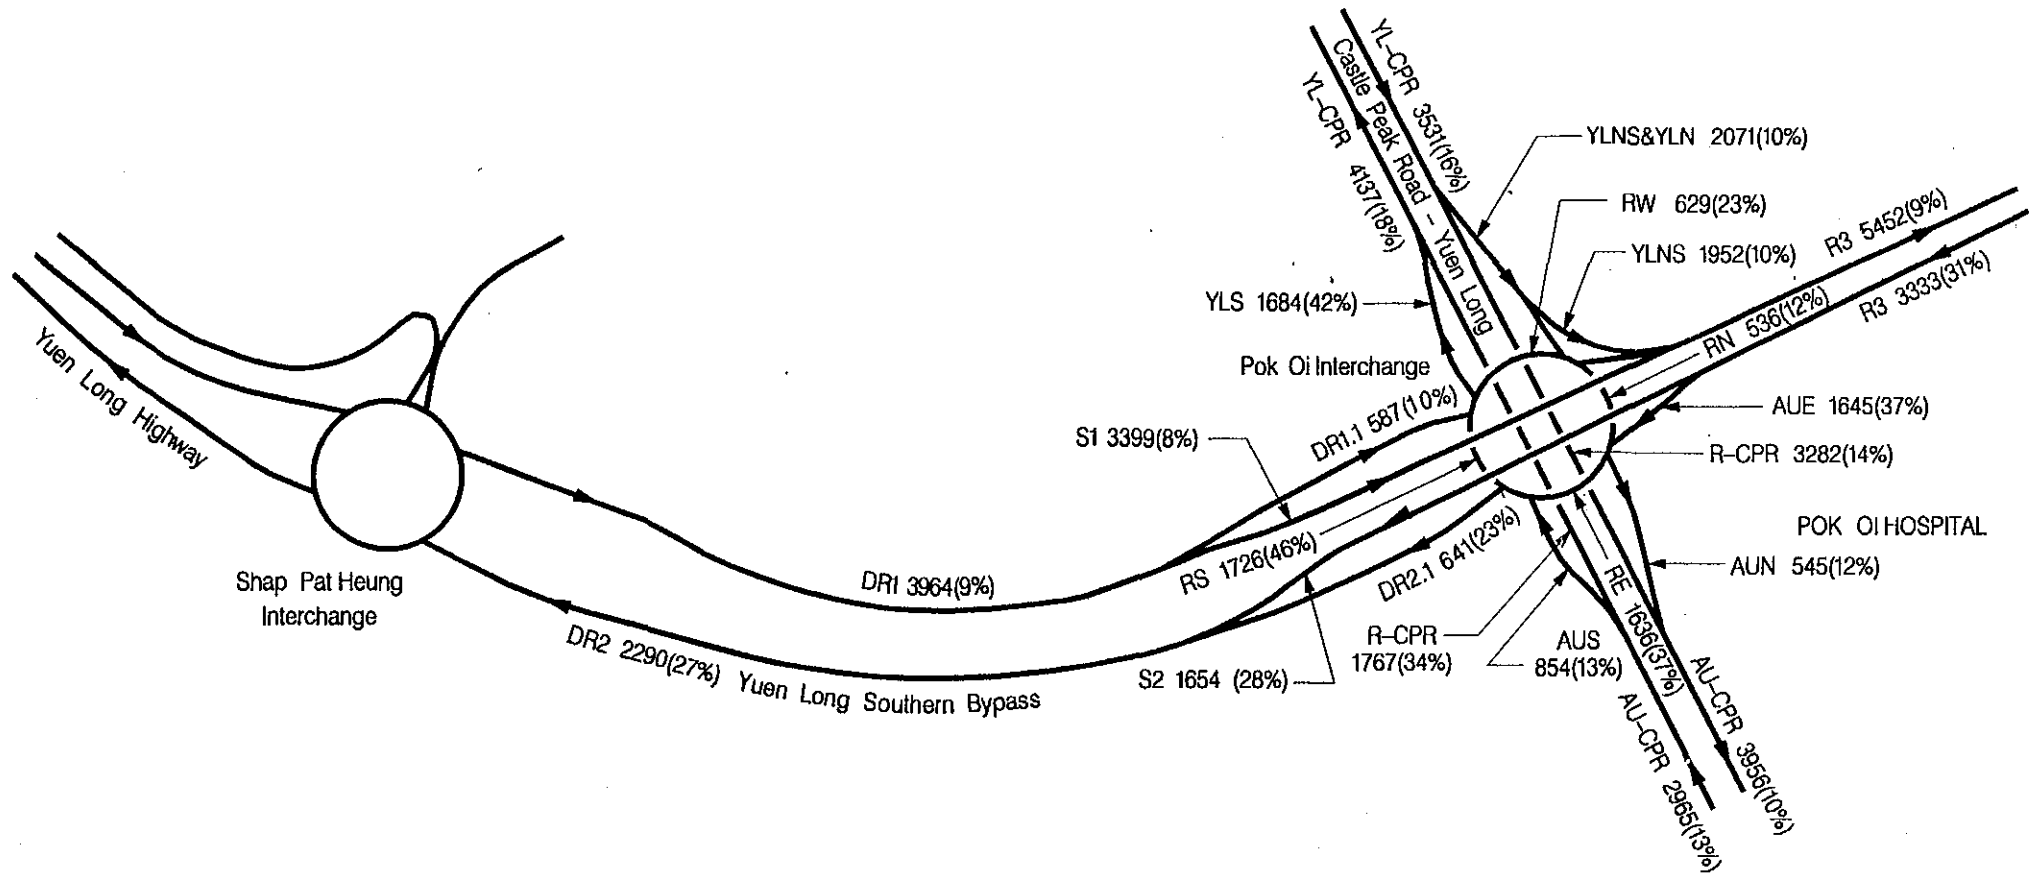 YL-CPR 3531(16%)
Castle Peak Road - Yuen Long
YL-CPR 4137(18%)
YLNS&YLN 2071(10%)
RW 629(23%)
YLNS 1952(10%)
R3 5452(9%)
R3 3333(31%)
RN 536(12%)
YLS 1684(42%)
Pok Oi Interchange
AUE 1645(37%)
DR1.1 587(10%)
S1 3399(8%)
R-CPR 3282(14%)
Yuen Long Highway
POK OI HOSPITAL
RS 1726(46%)
DR2.1 641(23%)
AUN 545(12%)
Shap Pat Heung
Interchange
DR1 3964(9%)
RE 1636(37%)
R-CPR
1767(34%)
AUS
854(13%)
DR2 2290(27%)
Yuen Long Southern Bypass
S2 1654 (28%)
AU-CPR 3956(10%)
AU-CPR 2965(13%)